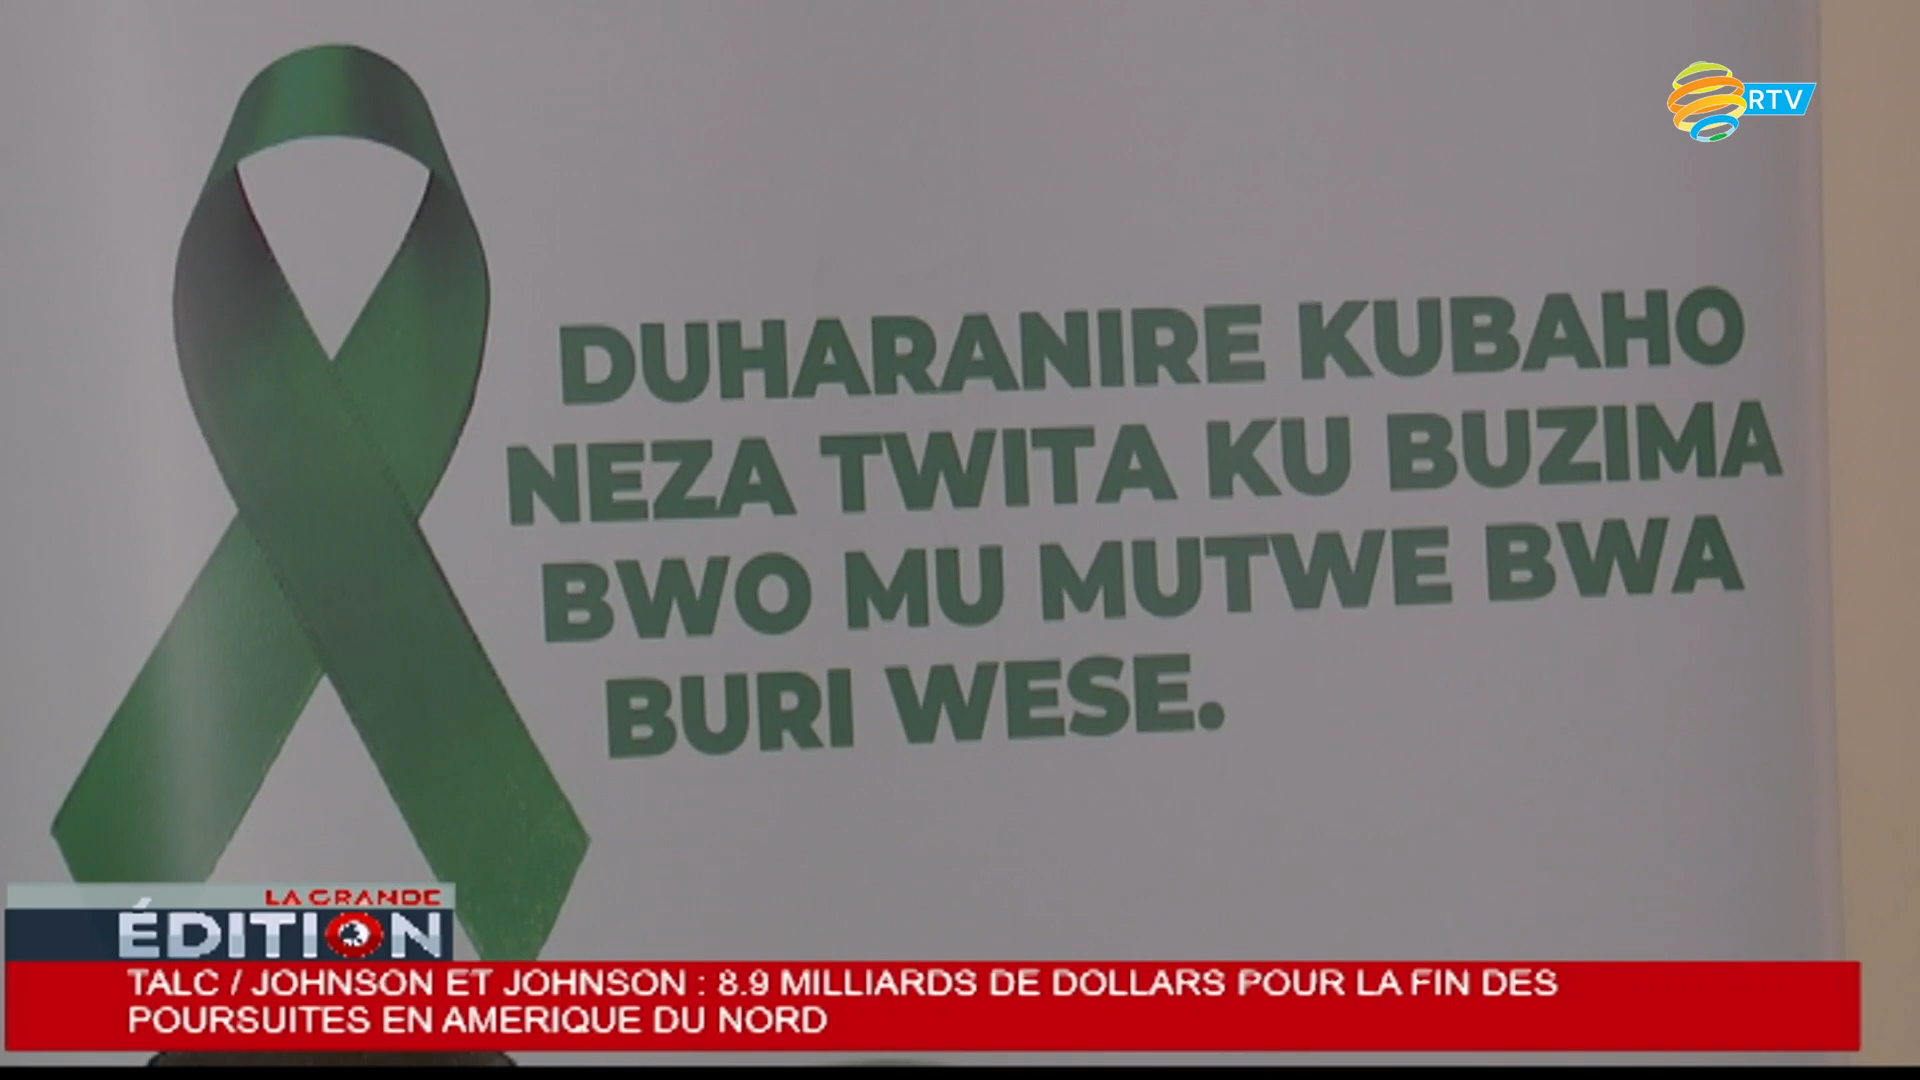 RTV
DUHARANIRE KUBAHO
NEZA TWITA KU BUZIMA
BWO MU MUTWE BWA
BURI WESE.
LA GRANDE
ÉDITION
TALC / JOHNSON ET JOHNSON : 8.9 MILLIARDS DE DOLLARS POUR LA FIN DES
POURSUITES EN AMERIQUE DU NORD